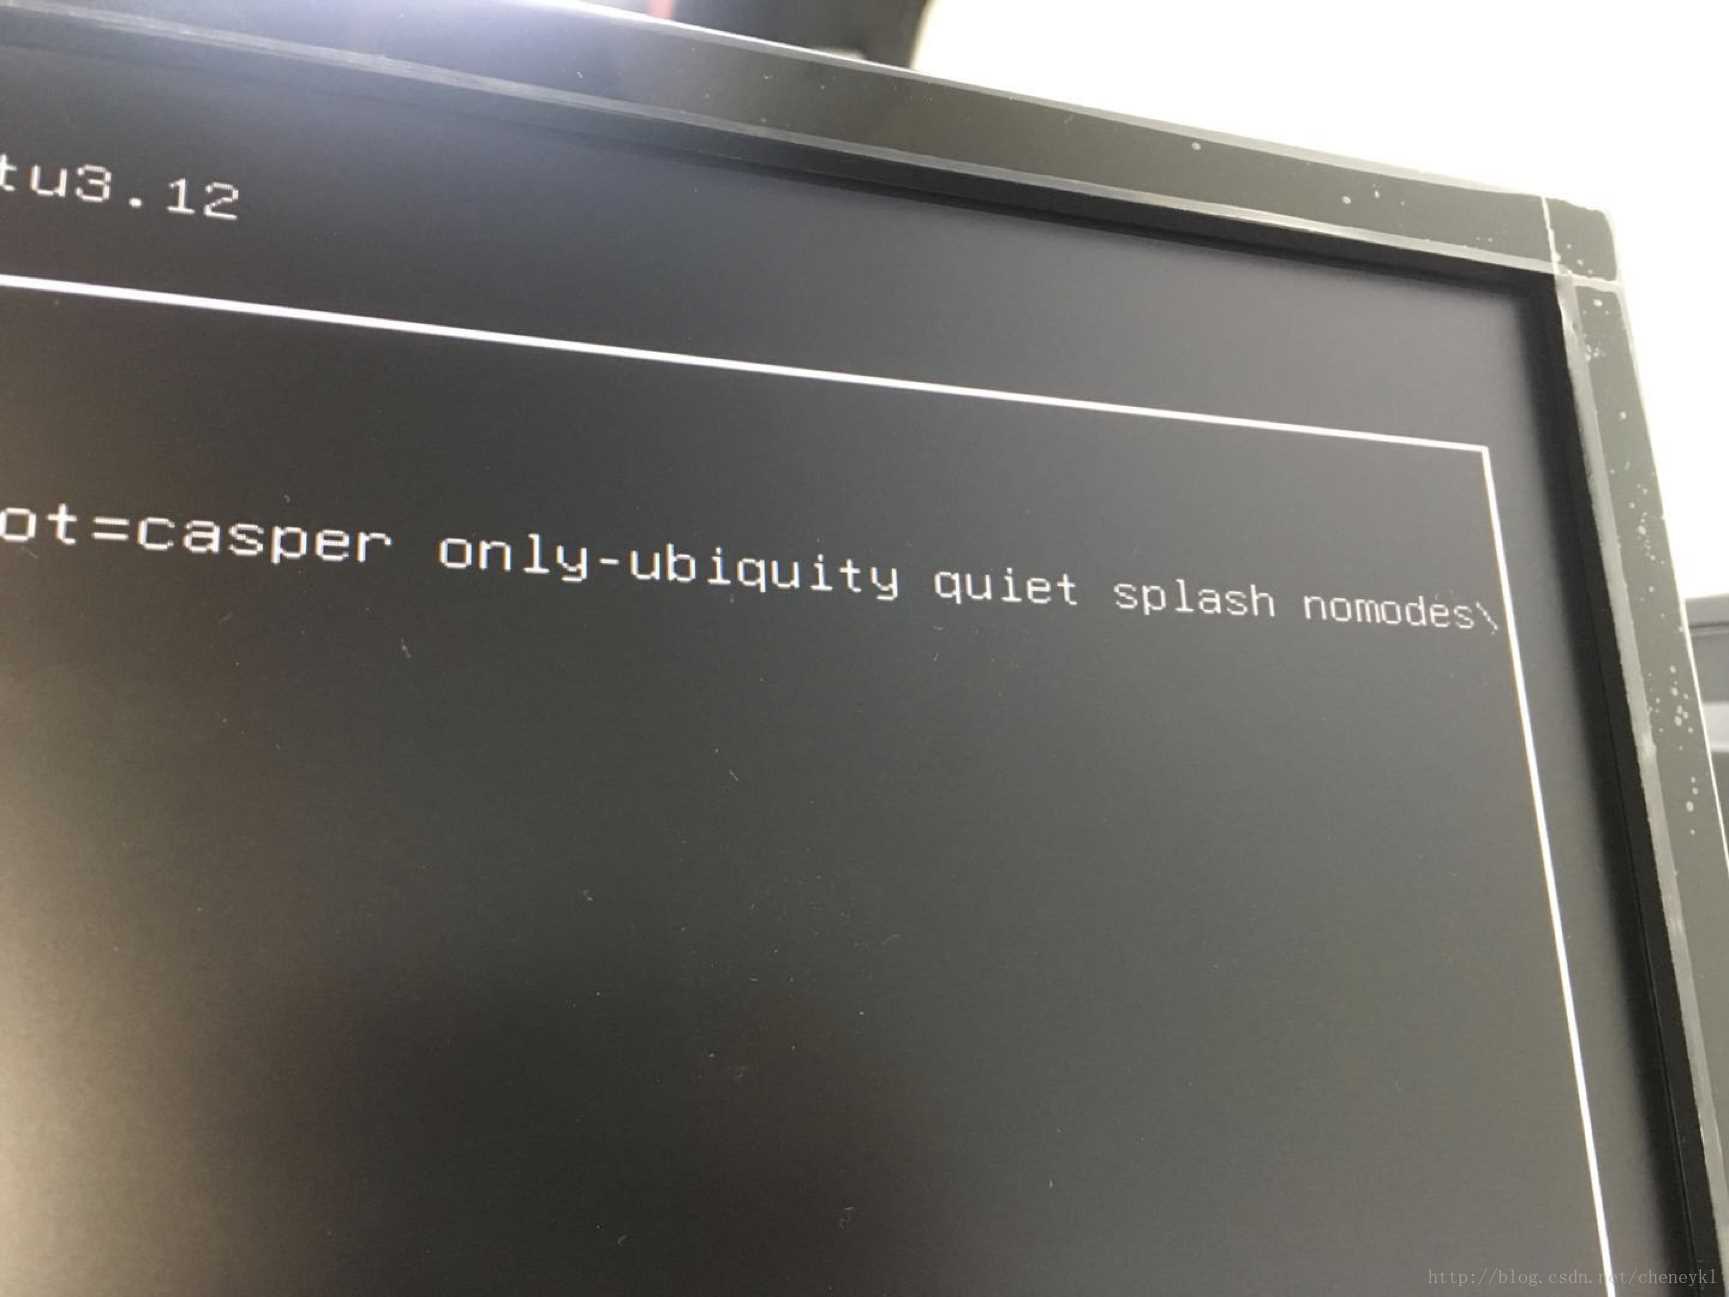 tu3.12
ot=casper only-ubiquity quiet splash nomodes\
http://blog.csdn.net/cheneykl